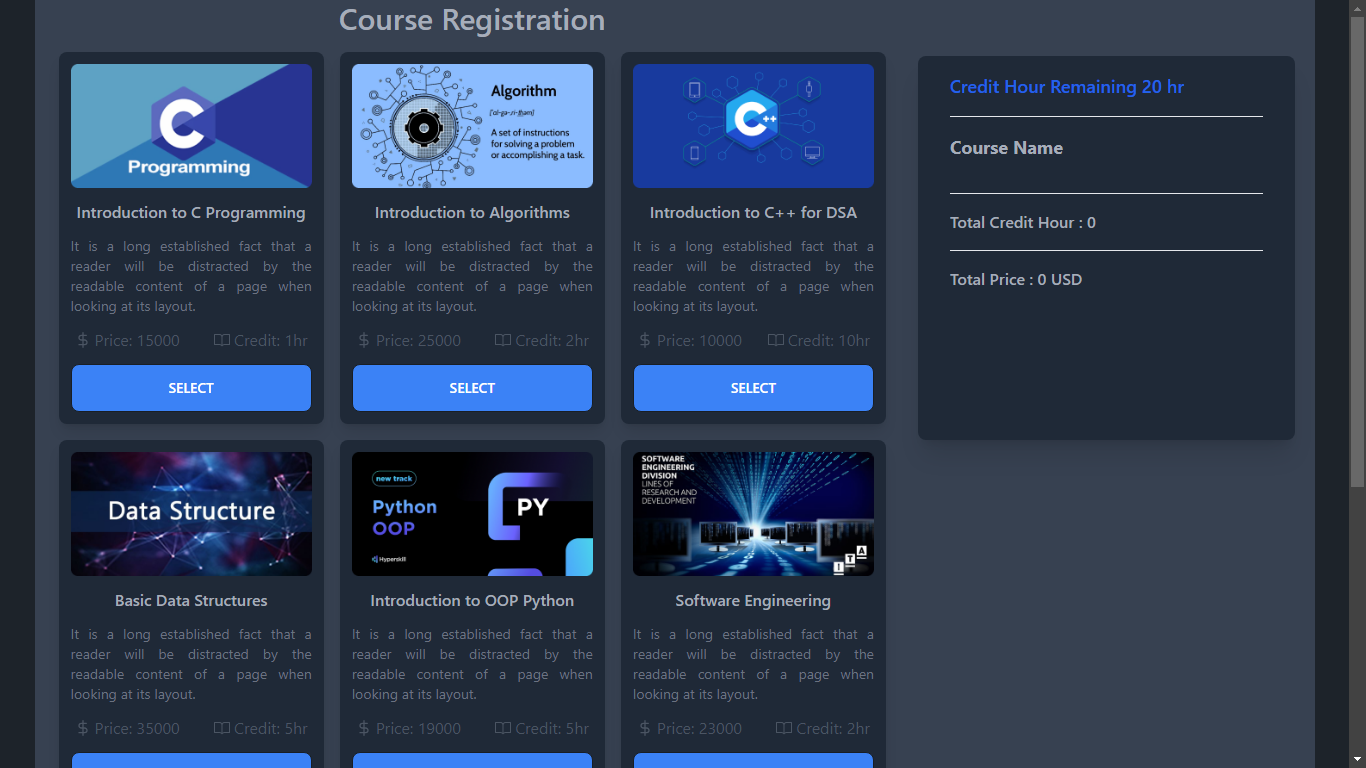 Course Registration
C
Programming
Introduction to C Programming
It is a long established fact that a
reader will be distracted by the
readable content of a page when
looking at its layout.
$ Price: 15000
Credit: 1hr
SELECT
Algorithm
['al-gə-ri-thəm]
A set of instructions
for solving a problem
or accomplishing a task.
Introduction to Algorithms
It is a long established fact that a
reader will be distracted by the
readable content of a page when
looking at its layout.
$ Price: 25000
Credit: 2hr
SELECT
C++
Introduction to C++ for DSA
It is a long established fact that a
reader will be distracted by the
readable content of a page when
looking at its layout.
$ Price: 10000
Credit: 10hr
SELECT
Data Structure
Basic Data Structures
It is a long established fact that a
reader will be distracted by the
readable content of a page when
looking at its layout.
$ Price: 35000
Credit: 5hr
new track
Python
OOP
Hyperskill
PY
Introduction to OOP Python
It is a long established fact that a
reader will be distracted by the
readable content of a page when
looking at its layout.
$ Price: 19000
Credit: 5hr
SOFTWARE
ENGINEERING
DIVISION
LINES OF
RESEARCH AND
DEVELOPMENT
ITA
Software Engineering
It is a long established fact that a
reader will be distracted by the
readable content of a page when
looking at its layout.
$ Price: 23000
Credit: 2hr
Credit Hour Remaining 20 hr
Course Name
Total Credit Hour : 0
Total Price : 0 USD